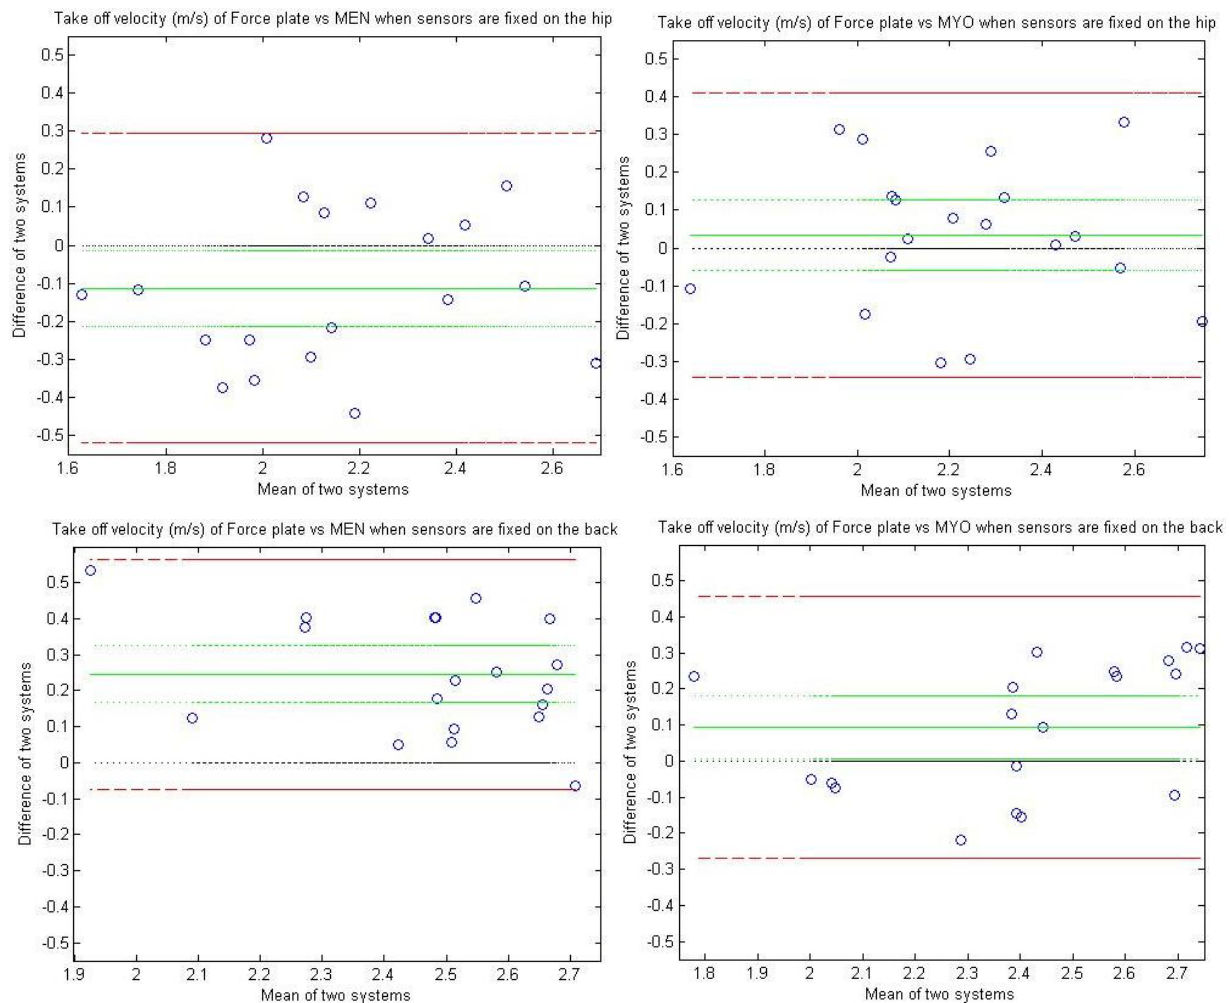 Take off velocity (m/s) of Force plate vs MEN when sensors are fixed on the hip
Difference of two systems
0.5
0.4
0.3
0.2
0.1
0
-0.1
-0.2
-0.3
-0.4
-0.5
1.6 1.8 2 2.2 2.4 2.6
Mean of two systems
Take off velocity (m/s) of Force plate vs MYO when sensors are fixed on the hip
Difference of two systems
0.5
0.4
0.3
0.2
0.1
0
-0.1
-0.2
-0.3
-0.4
-0.5
1.6 1.8 2 2.2 2.4 2.6
Mean of two systems
Take off velocity (m/s) of Force plate vs MEN when sensors are fixed on the back
Difference of two systems
0.5
0.4
0.3
0.2
0.1
0
-0.1
-0.2
-0.3
-0.4
-0.5
1.9 2 2.1 2.2 2.3 2.4 2.5 2.6 2.7
Mean of two systems
Take off velocity (m/s) of Force plate vs MYO when sensors are fixed on the back
Difference of two systems
0.5
0.4
0.3
0.2
0.1
0
-0.1
-0.2
-0.3
-0.4
-0.5
1.8 1.9 2 2.1 2.2 2.3 2.4 2.5 2.6 2.7
Mean of two systems